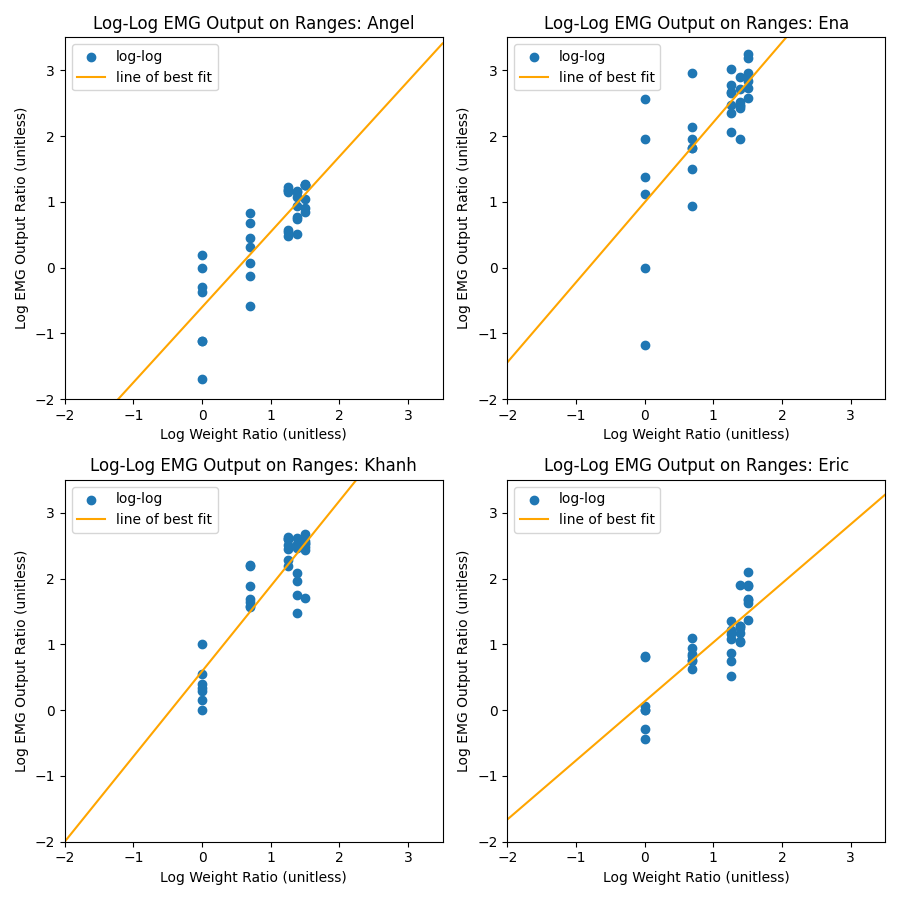 Log-Log EMG Output on Ranges: Angel
log-log
line of best fit
Log EMG Output Ratio (unitless)
3
2
1
0
−1
−2
−2 −1 0 1 2 3
Log Weight Ratio (unitless)
Log-Log EMG Output on Ranges: Ena
log-log
line of best fit
Log EMG Output Ratio (unitless)
3
2
1
0
−1
−2
−2 −1 0 1 2 3
Log Weight Ratio (unitless)
Log-Log EMG Output on Ranges: Khanh
log-log
line of best fit
Log EMG Output Ratio (unitless)
3
2
1
0
−1
−2
−2 −1 0 1 2 3
Log Weight Ratio (unitless)
Log-Log EMG Output on Ranges: Eric
log-log
line of best fit
Log EMG Output Ratio (unitless)
3
2
1
0
−1
−2
−2 −1 0 1 2 3
Log Weight Ratio (unitless)